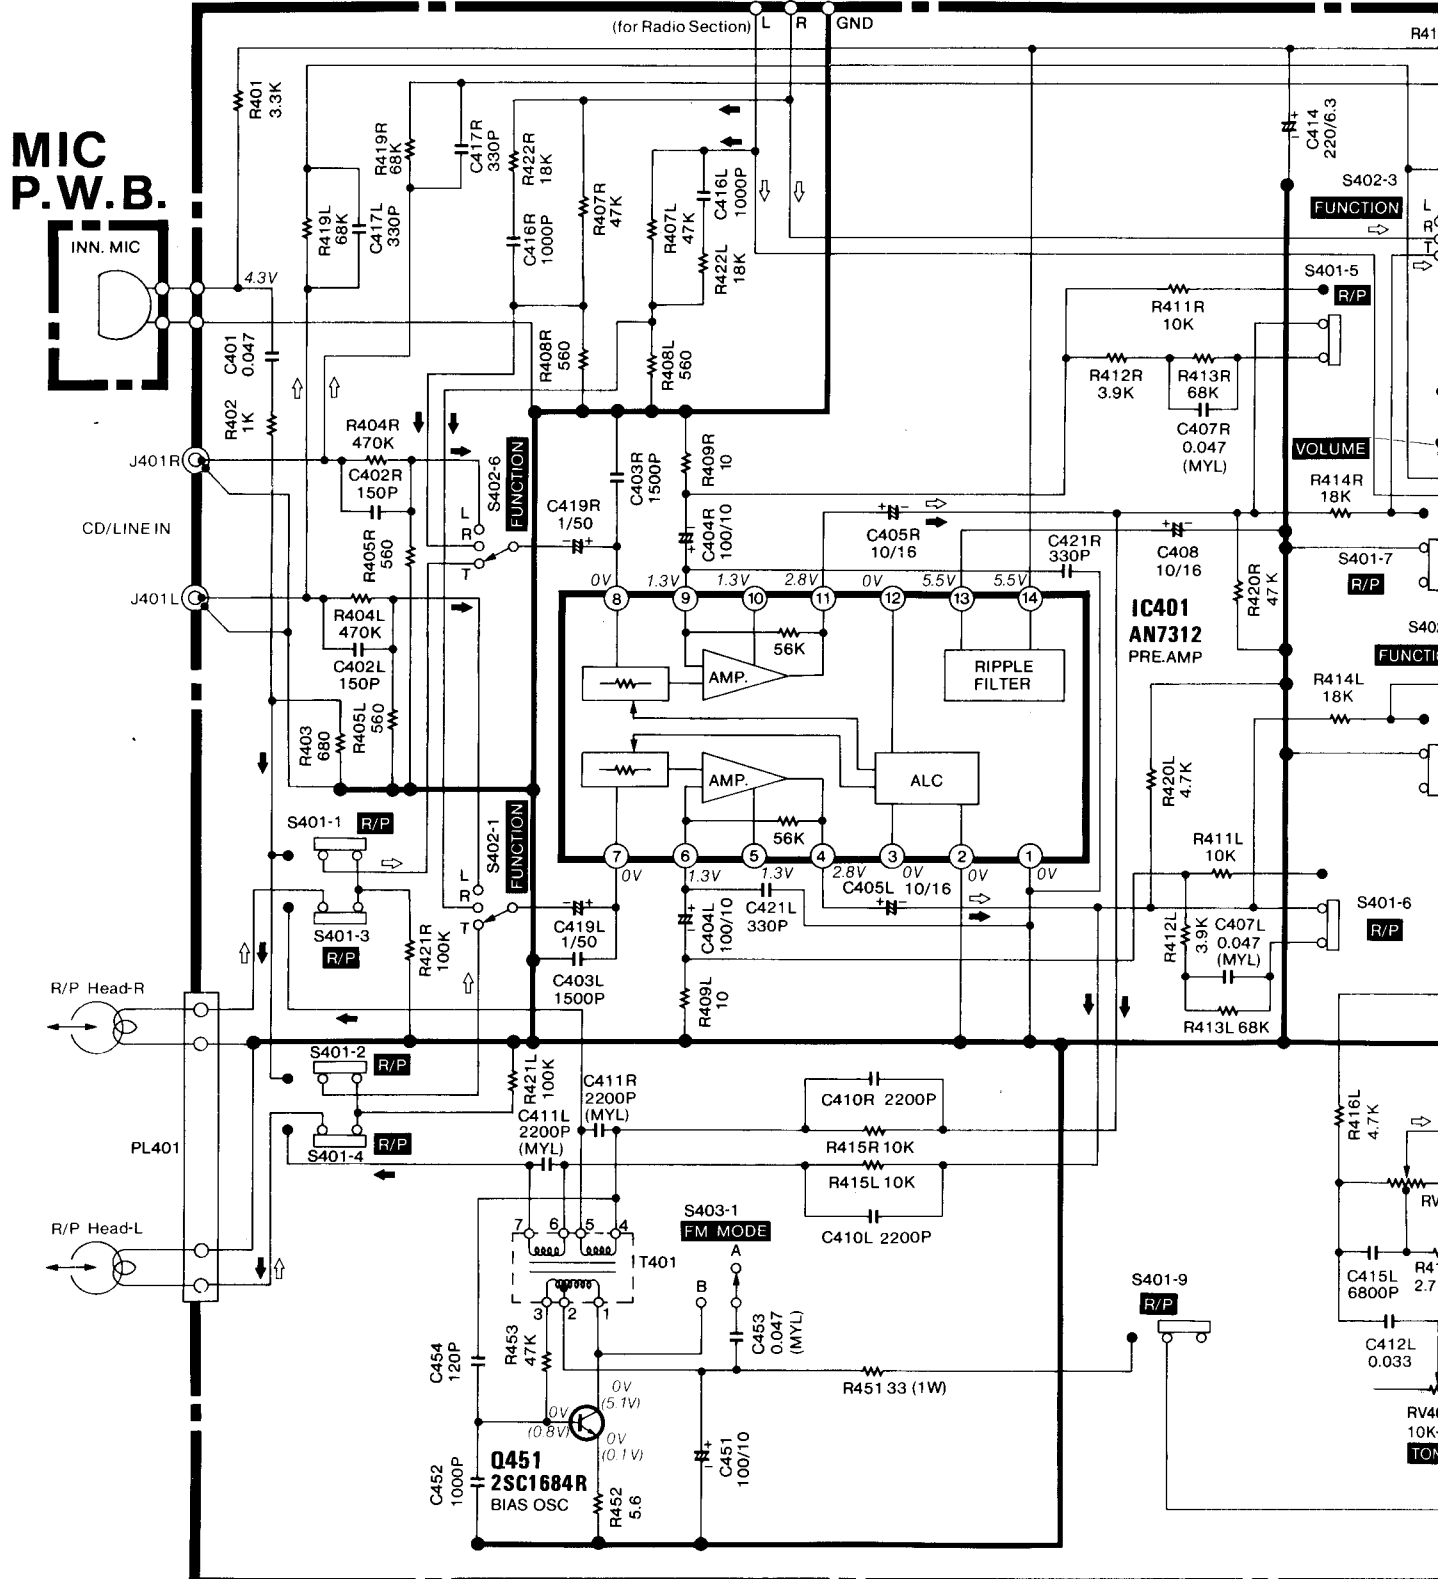 (for Radio Section)
L
R
GND
R41
R401
3.3K
R419R
68K
C417R
330P
R422R
18K
C414
220/6.3
MIC
P.W.B.
INN. MIC
4.3V
R419L
68K
C417L
330P
C416R
1000P
R407R
47K
R407L
47K
C416L
1000P
R422L
18K
S402-3
FUNCTION
L
R
T
S401-5
R/P
R411R
10K
R412R
3.9K
R413R
68K
C407R
0.047
(MYL)
C401
0.047
R402
1K
R408R
560
R408L
560
J401R
CD/LINE IN
J401L
R404R
470K
C402R
150P
R405R
560
S402-6
FUNCTION
L
R
T
C419R
1/50
C403R
1500P
R409R
10
C404R
100/10
C405R
10/16
C421R
330P
C408
10/16
VOLUME
R414R
18K
S401-7
R/P
R420R
47K
0V
1.3V
1.3V
2.8V
0V
5.5V
5.5V
8
9
10
11
12
13
14
56K
AMP.
RIPPLE
FILTER
IC401
AN7312
PRE.AMP
S402
FUNCTIO
R404L
470K
C402L
150P
R405L
560
R403
680
R414L
18K
AMP.
ALC
56K
R420L
4.7K
7
6
5
4
3
2
1
0V
1.3V
1.3V
2.8V
0V
0V
0V
S401-1
R/P
S402-1
FUNCTION
L
R
T
S401-3
R/P
R421R
100K
C419L
1/50
C403L
1500P
C404L
100/10
C421L
330P
C405L 10/16
R409L
10
R411L
10K
R412L
3.9K
C407L
0.047
(MYL)
R413L 68K
S401-6
R/P
R/P Head-R
PL401
R/P Head-L
S401-2
R/P
S401-4
R/P
R421L
100K
C411R
2200P
(MYL)
C411L
2200P
(MYL)
C410R 2200P
R415R 10K
R415L 10K
C410L 2200P
R416L
4.7K
RV
7
6
5
4
T401
3
2
1
S403-1
FM MODE
A
B
C415L
6800P
R41
2.7
S401-9
R/P
C412L
0.033
C454
120P
R453
47K
C453
0.047
(MYL)
R451 33 (1W)
0V
(5.1V)
0V
(0.8V)
0V
(0.1V)
Q451
2SC1684R
BIAS OSC
C452
1000P
R452
5.6
C451
100/10
RV40
10K-
TON